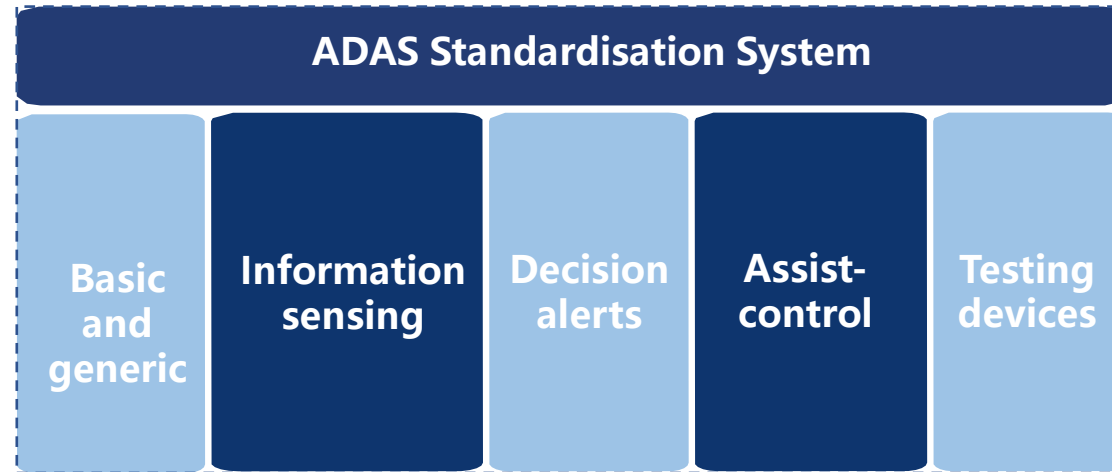 ADAS Standardisation System
Basic
and
generic
Information
sensing
Decision
alerts
Assist-
control
Testing
devices